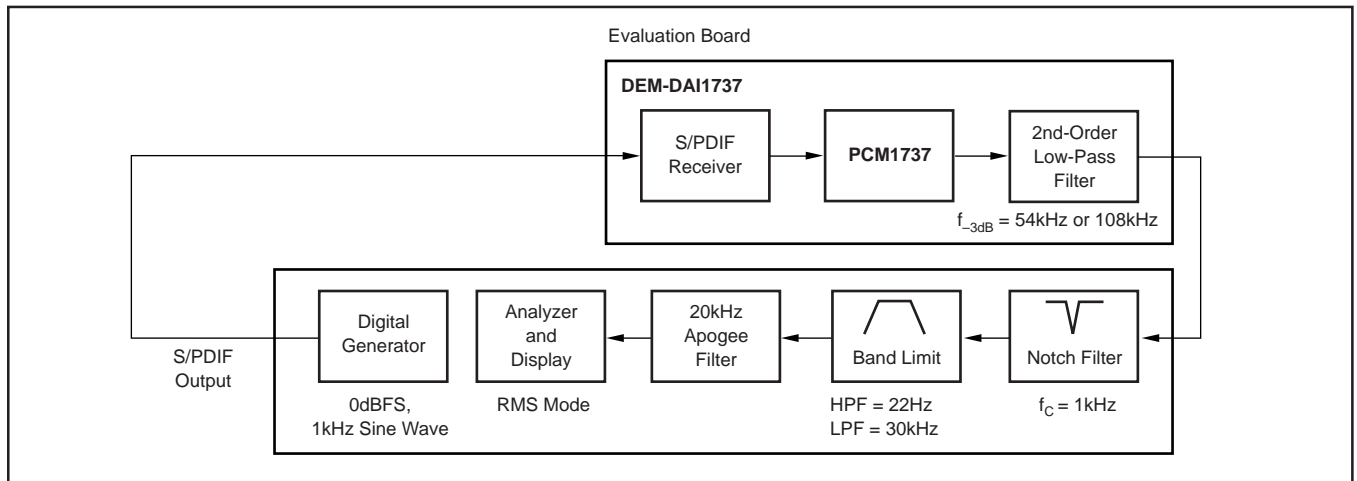 Evaluation Board
DEM-DAI1737
S/PDIF
Receiver
PCM1737
2nd-Order
Low-Pass
Filter
f–3dB = 54kHz or 108kHz
S/PDIF
Output
Digital
Generator
0dBFS,
1kHz Sine Wave
Analyzer
and
Display
RMS Mode
20kHz
Apogee
Filter
Band Limit
HPF = 22Hz
LPF = 30kHz
Notch Filter
fC = 1kHz